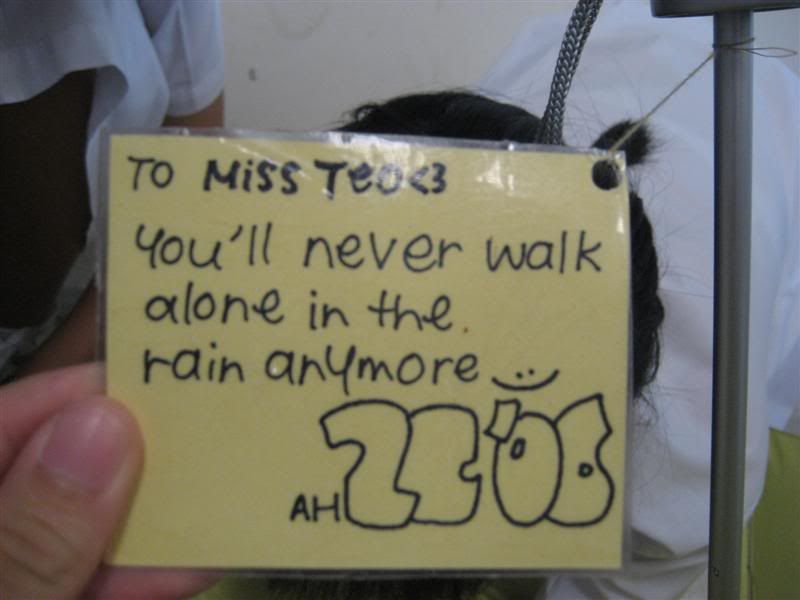 TO Miss Teo<3
You'll never walk
alone in the.
rain anymore
AH 2E'08